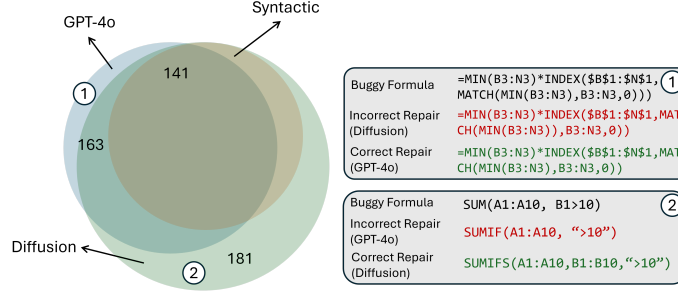 GPT-4o
Syntactic
141
1
163
Diffusion
2
181
1
Buggy Formula
=MIN(B3:N3)*INDEX($B$1:$N$1,
MATCH(MIN(B3:N3),B3:N3,0)))
Incorrect Repair
(Diffusion)
=MIN(B3:N3)*INDEX($B$1:$N$1,MAT
CH(MIN(B3:N3)),B3:N3,0))
Correct Repair
(GPT-4o)
=MIN(B3:N3)*INDEX($B$1:$N$1,MAT
CH(MIN(B3:N3),B3:N3,0))
2
Buggy Formula
SUM(A1:A10, B1>10)
Incorrect Repair
(GPT-4o)
SUMIF(A1:A10, “>10”)
Correct Repair
(Diffusion)
SUMIFS(A1:A10,B1:B10,“>10”)